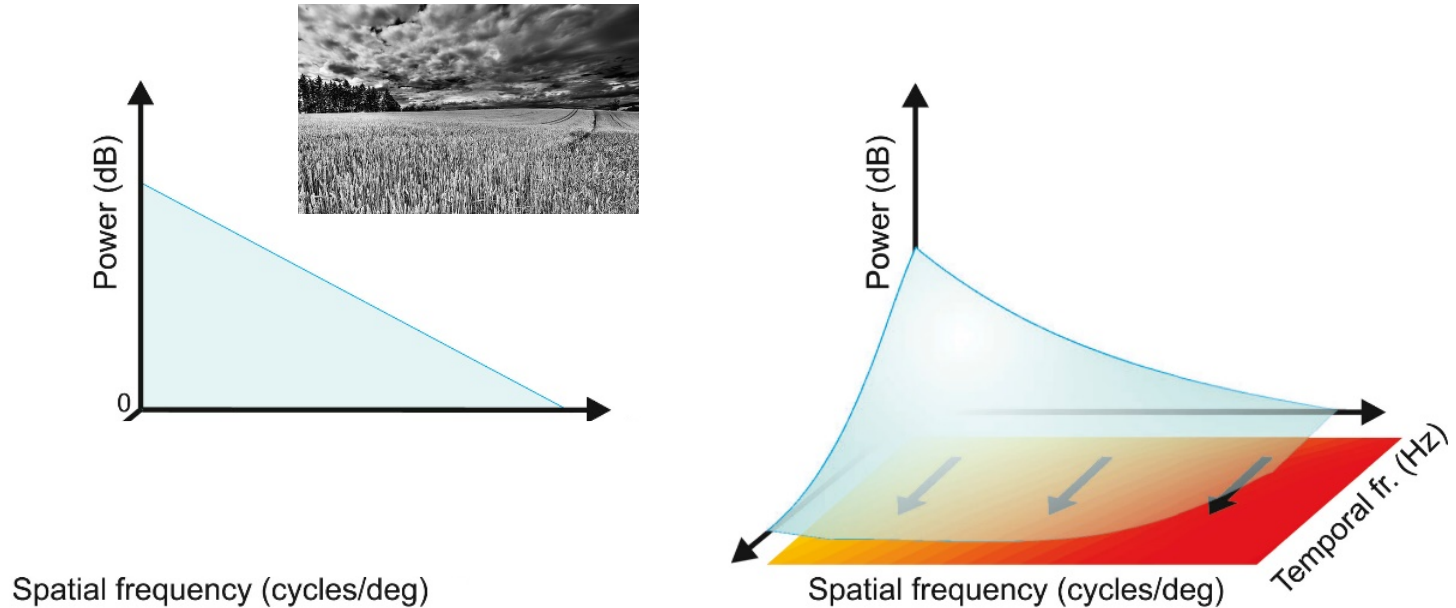 Power (dB)
0
Spatial frequency (cycles/deg)
Power (dB)
Temporal fr. (Hz)
Spatial frequency (cycles/deg)